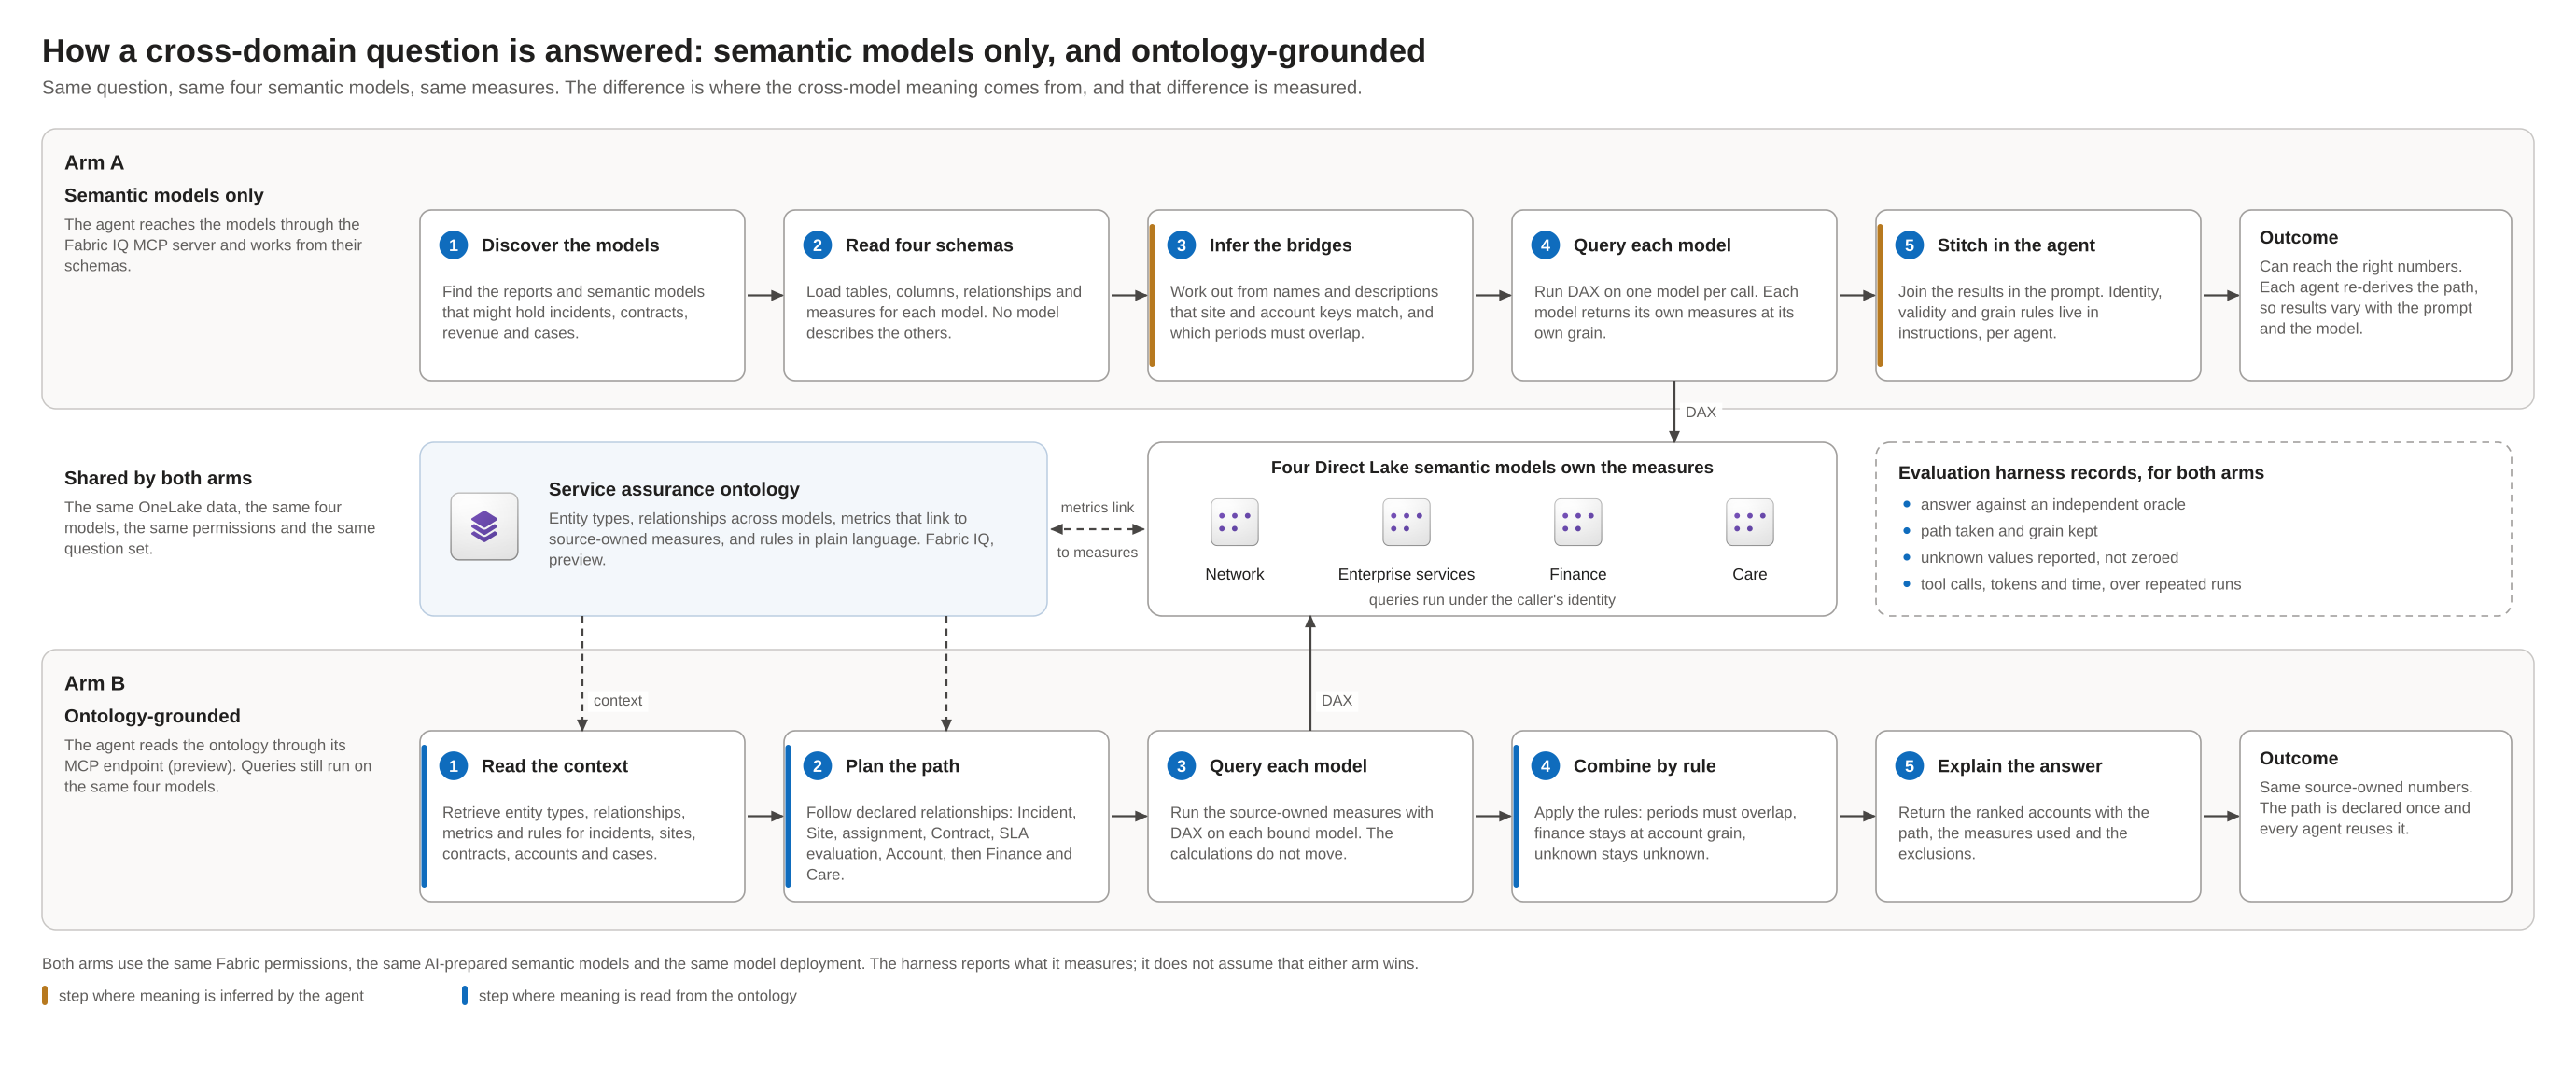 How a cross-domain question is answered: semantic models only, and ontology-grounded
Same question, same four semantic models, same measures. The difference is where the cross-model meaning comes from, and that difference is measured.
Arm A
Semantic models only
The agent reaches the models through the
Fabric IQ MCP server and works from their
schemas.
1 Discover the models
Find the reports and semantic models
that might hold incidents, contracts,
revenue and cases.
2 Read four schemas
Load tables, columns, relationships and
measures for each model. No model
describes the others.
3 Infer the bridges
Work out from names and descriptions
that site and account keys match, and
which periods must overlap.
4 Query each model
Run DAX on one model per call. Each
model returns its own measures at its
own grain.
5 Stitch in the agent
Join the results in the prompt. Identity,
validity and grain rules live in
instructions, per agent.
Outcome
Can reach the right numbers.
Each agent re-derives the path,
so results vary with the prompt
and the model.
DAX
Shared by both arms
The same OneLake data, the same four
models, the same permissions and the same
question set.
Service assurance ontology
Entity types, relationships across models, metrics that link to
source-owned measures, and rules in plain language. Fabric IQ,
preview.
metrics link
to measures
Four Direct Lake semantic models own the measures
Network
Enterprise services
Finance
Care
queries run under the caller's identity
Evaluation harness records, for both arms
answer against an independent oracle
path taken and grain kept
unknown values reported, not zeroed
tool calls, tokens and time, over repeated runs
context
DAX
Arm B
Ontology-grounded
The agent reads the ontology through its
MCP endpoint (preview). Queries still run on
the same four models.
1 Read the context
Retrieve entity types, relationships,
metrics and rules for incidents, sites,
contracts, accounts and cases.
2 Plan the path
Follow declared relationships: Incident,
Site, assignment, Contract, SLA
evaluation, Account, then Finance and
Care.
3 Query each model
Run the source-owned measures with
DAX on each bound model. The
calculations do not move.
4 Combine by rule
Apply the rules: periods must overlap,
finance stays at account grain,
unknown stays unknown.
5 Explain the answer
Return the ranked accounts with the
path, the measures used and the
exclusions.
Outcome
Same source-owned numbers.
The path is declared once and
every agent reuses it.
Both arms use the same Fabric permissions, the same AI-prepared semantic models and the same model deployment. The harness reports what it measures; it does not assume that either arm wins.
step where meaning is inferred by the agent
step where meaning is read from the ontology